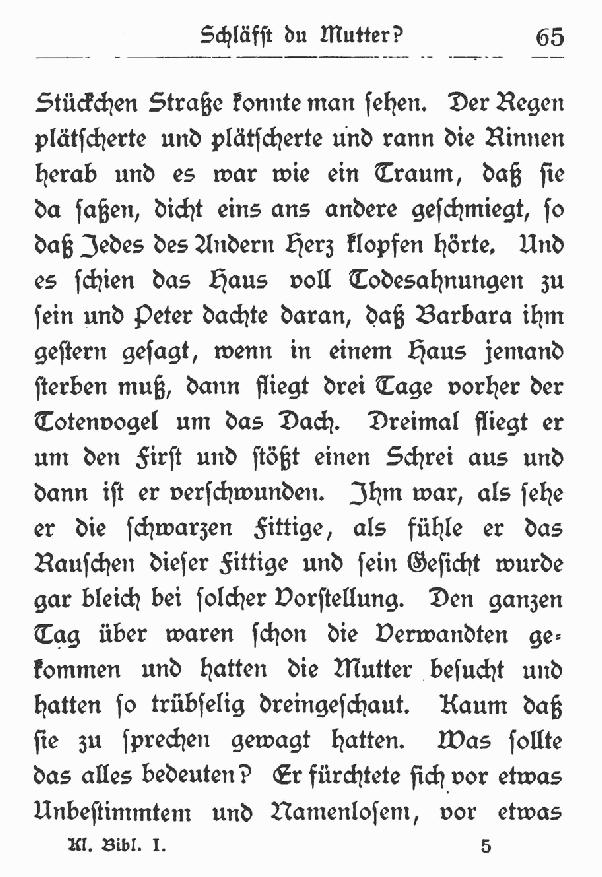 Schläfst du Mutter? 65
Stückchen Straße konnte man sehen. Der Regen
plätscherte und plätscherte und rann die Rinnen
herab und es war wie ein Traum, daß sie
da saßen, dicht eins ans andere geschmiegt, so
daß Jedes des Andern Herz klopfen hörte. Und
es schien das Haus voll Todesahnungen zu
sein und Peter dachte daran, daß Barbara ihm
gestern gesagt, wenn in einem Haus jemand
sterben muß, dann fliegt drei Tage vorher der
Totenvogel um das Dach. Dreimal fliegt er
um den First und stößt einen Schrei aus und
dann ist er verschwunden. Ihm war, als sehe
er die schwarzen Fittige, als fühle er das
Rauschen dieser Fittige und sein Gesicht wurde
gar bleich bei solcher Vorstellung. Den ganzen
Tag über waren schon die Verwandten ge-
kommen und hatten die Mutter besucht und
hatten so trübselig dreingeschaut. Kaum daß
sie zu sprechen gewagt hatten. Was sollte
das alles bedeuten? Er fürchtete sich vor etwas
Unbestimmtem und Namenlosem, vor etwas
Kl. Bibl. I. 5